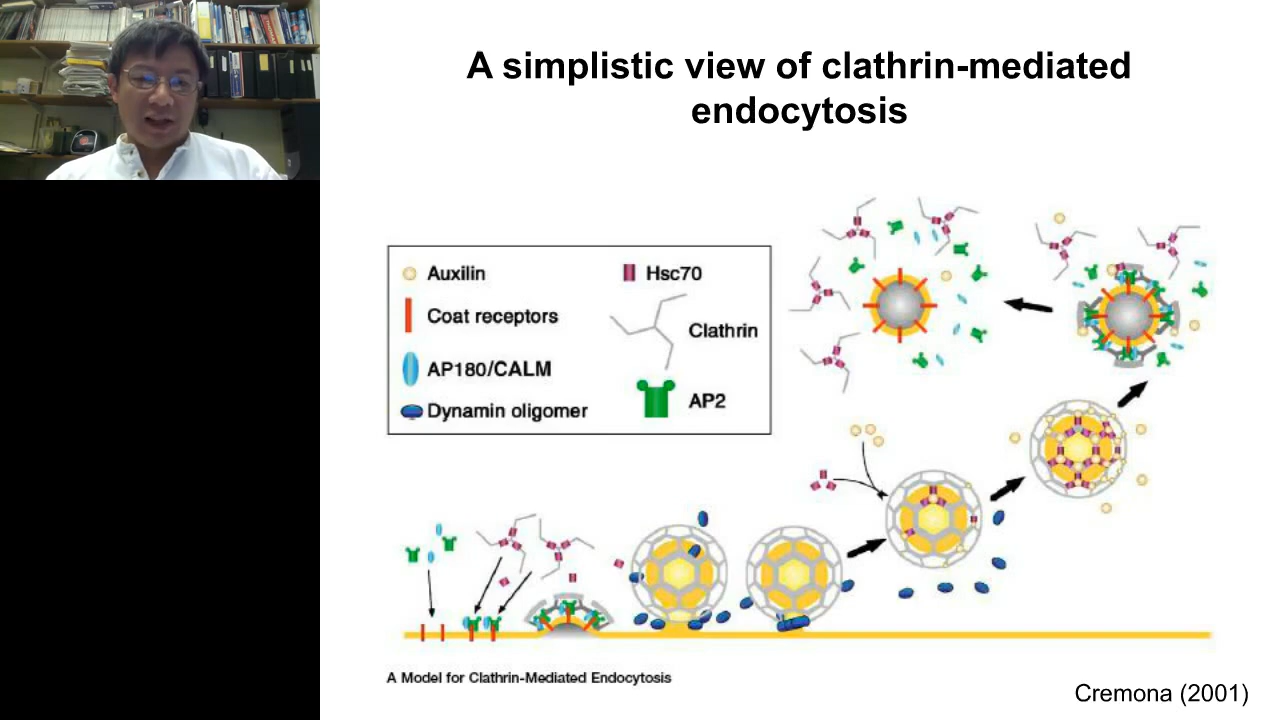 A simplistic view of clathrin-mediated
endocytosis
Auxilin
Hsc70
Coat receptors
Clathrin
AP180/CALM
AP2
Dynamin oligomer
A Model for Clathrin-Mediated Endocytosis
Cremona (2001)